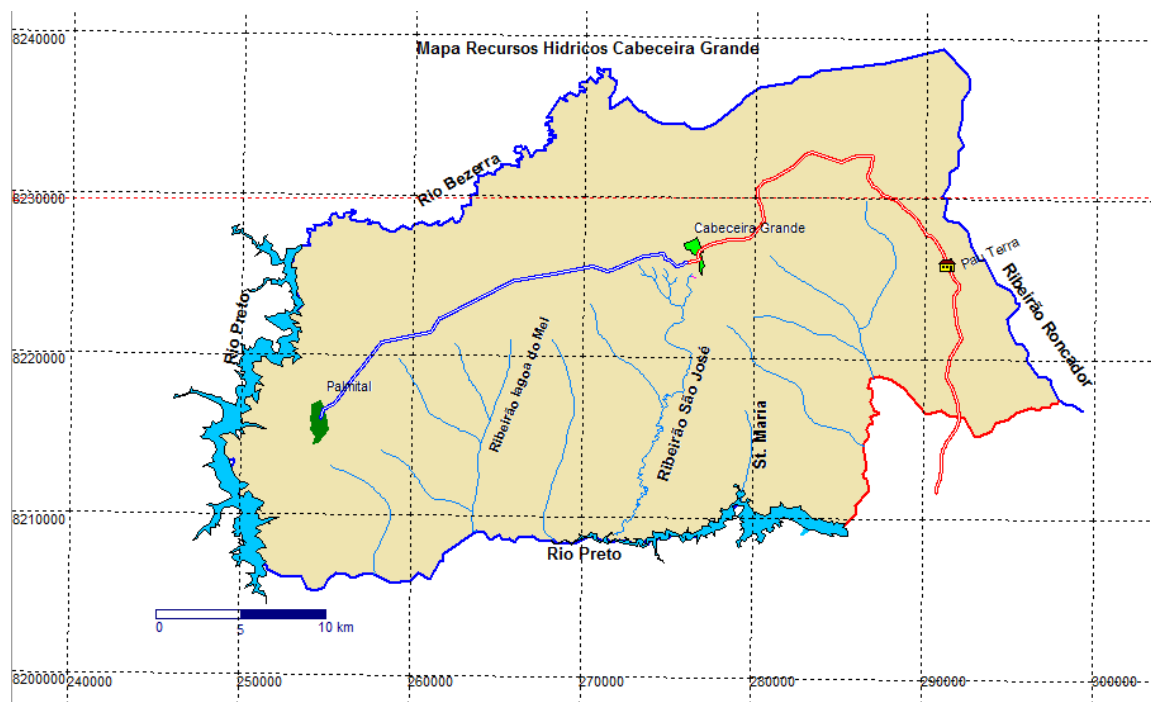 8240000
Mapa Recursos Hidricos Cabeceira Grande
Rio Bezerra
8230000
Cabeceira Grande
Pau Terra
Ribeirão Roncador
Rio Preto
8220000
Palmital
Ribeirão lagoa do Mel
Ribeirão São José
St. Maria
8210000
Rio Preto
0 5 10 km
8200000
240000 250000 260000 270000 280000 290000 300000